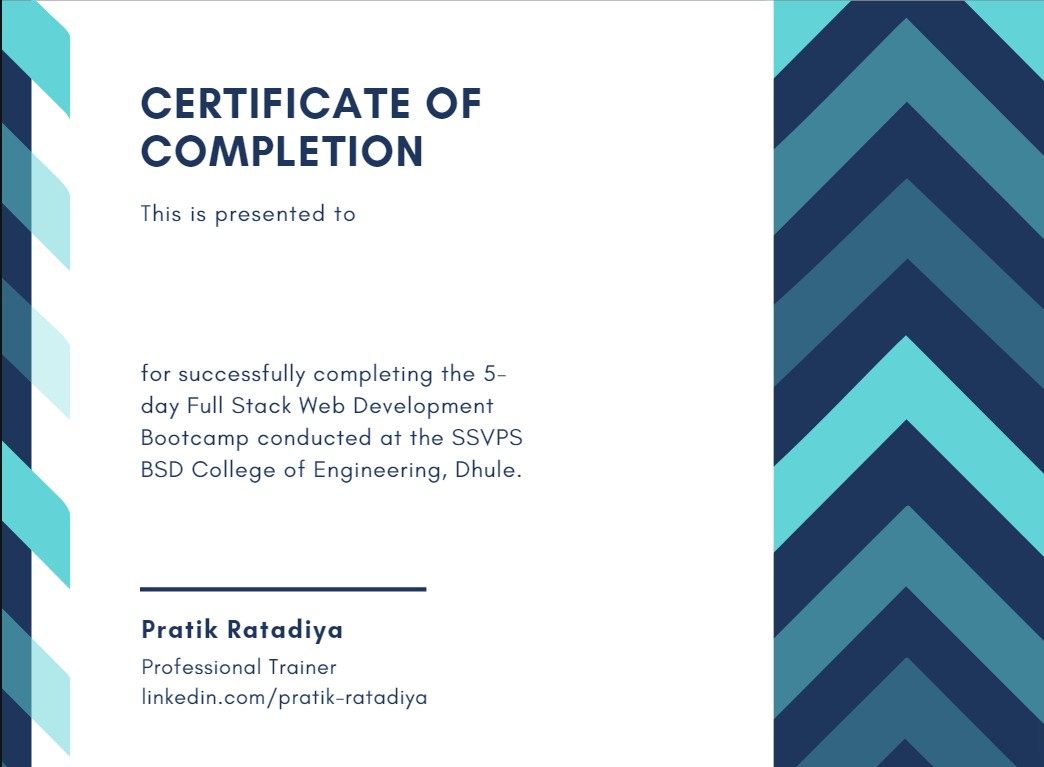 CERTIFICATE OF
COMPLETION
This is presented to
for successfully completing the 5-
day Full Stack Web Development
Bootcamp conducted at the SSVPS
BSD College of Engineering, Dhule.
Pratik Ratadiya
Professional Trainer
linkedin.com/pratik-ratadiya